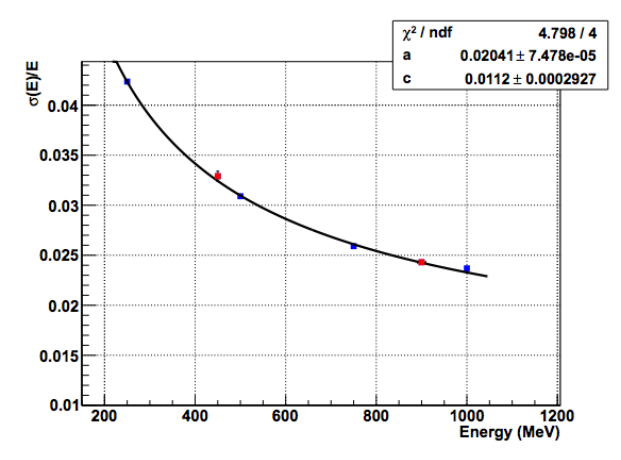 χ² / ndf 4.798 / 4
a 0.02041 ± 7.478e-05
c 0.0112 ± 0.0002927
σ(E)/E
0.04
0.035
0.03
0.025
0.02
0.015
0.01
200 400 600 800 1000 1200
Energy (MeV)